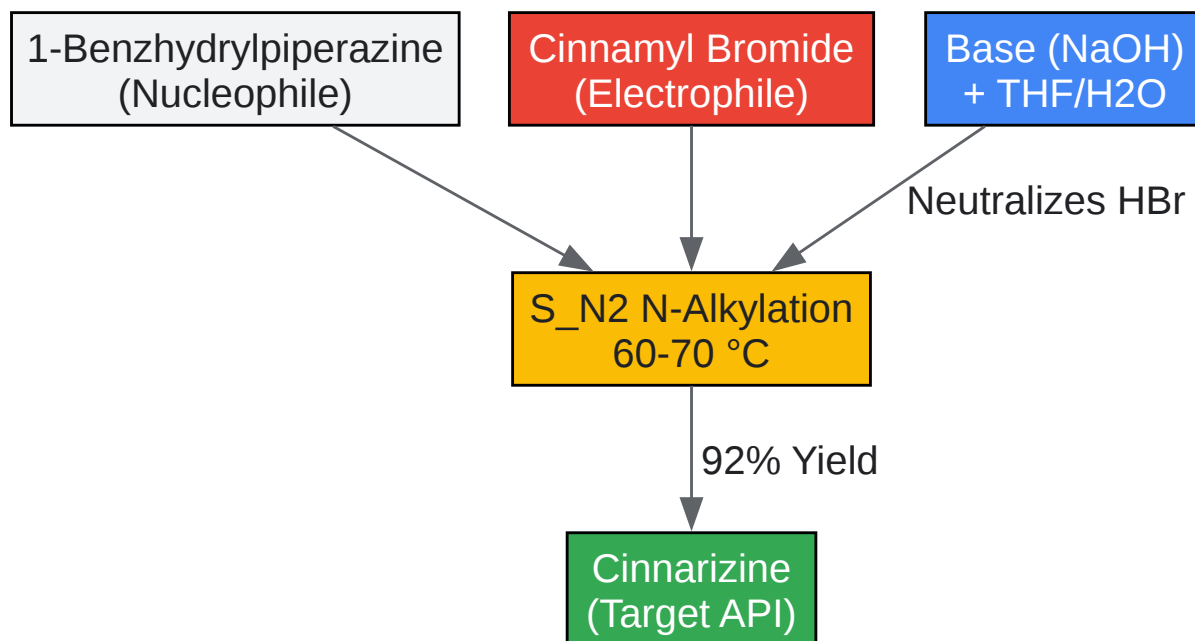 1-Benzhydrylpiperazine
(Nucleophile)
Cinnamyl Bromide
(Electrophile)
Base (NaOH)
+ THF/H2O
Neutralizes HBr
S_N2 N-Alkylation
60-70 °C
92% Yield
Cinnarizine
(Target API)